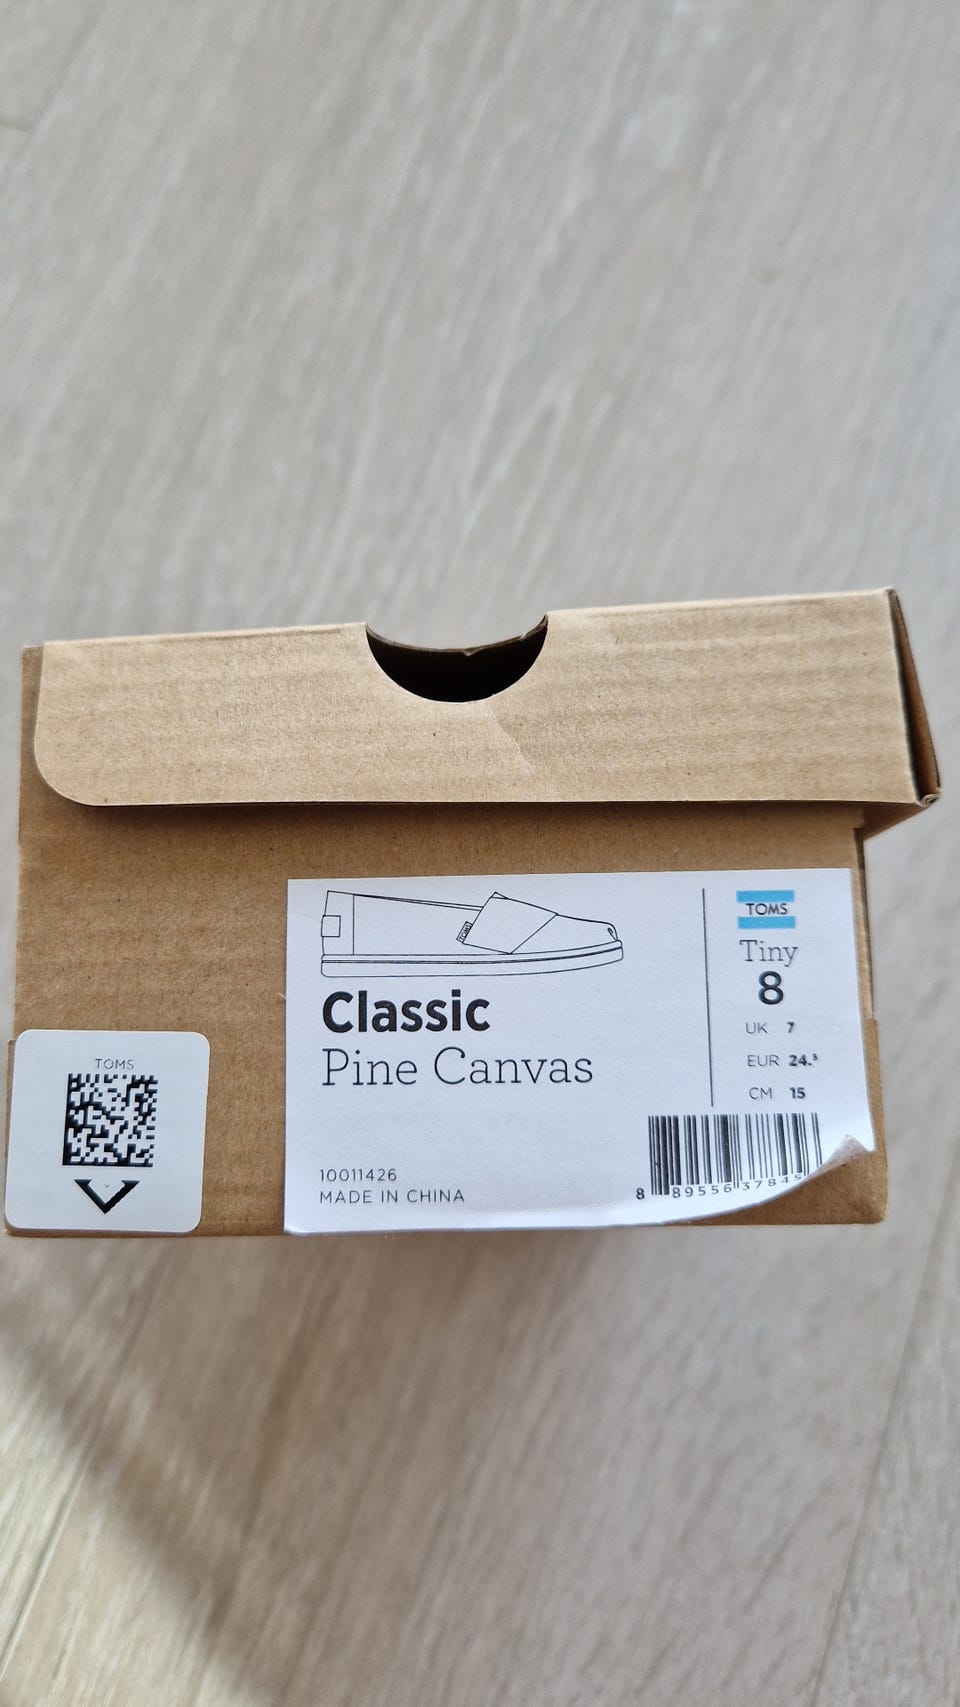 TOMS
Classic
Pine Canvas
10011426
MADE IN CHINA
TOMS
Tiny
8
UK 7
EUR 24.⁵
CM 15